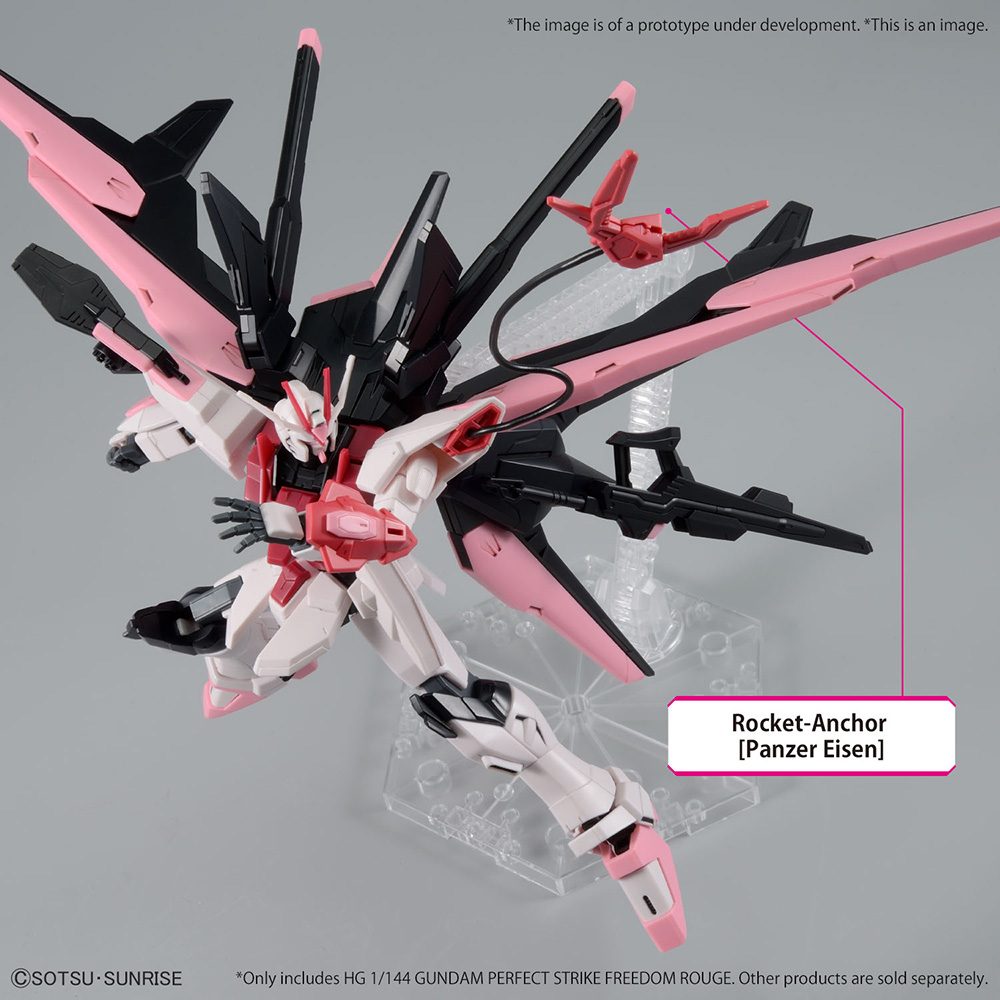 *The image is of a prototype under development. *This is an image.
Rocket-Anchor
[Panzer Eisen]
©SOTSU・SUNRISE
*Only includes HG 1/144 GUNDAM PERFECT STRIKE FREEDOM ROUGE. Other products are sold separately.